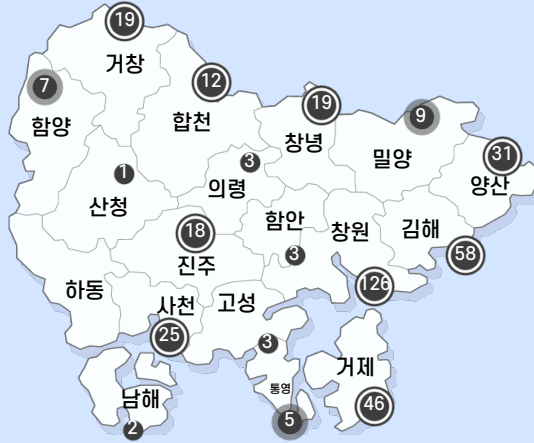 19
거창
7
함양
12
합천
19
창녕
9
밀양
31
양산
1
산청
3
의령
18
진주
함안
3
창원
126
김해
58
하동
사천
25
고성
3
통영
5
거제
46
남해
2